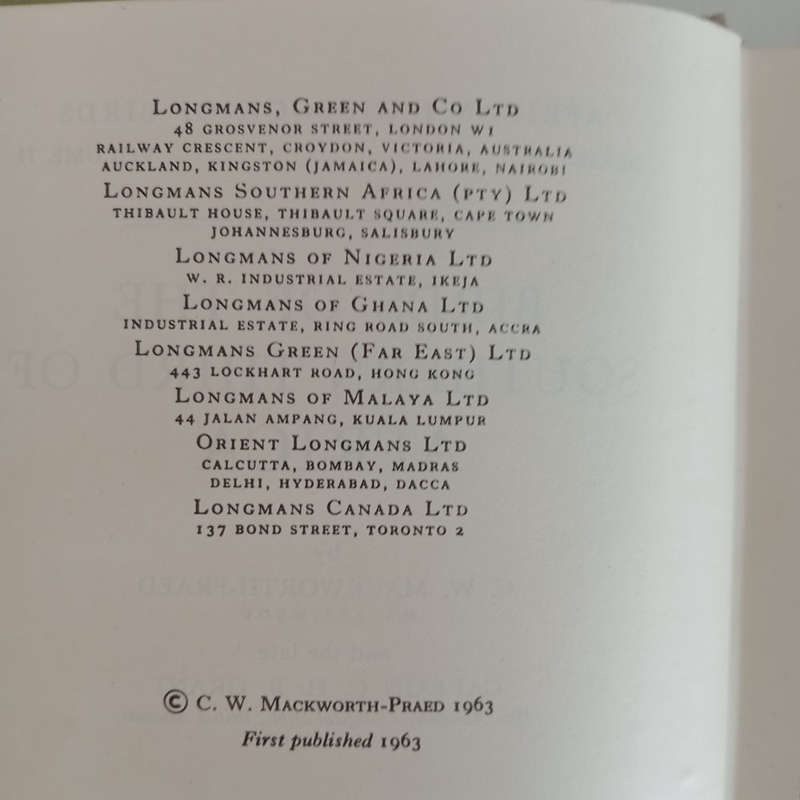 LONGMANS, GREEN AND CO LTD
48 GROSVENOR STREET, LONDON W1
RAILWAY CRESCENT, CROYDON, VICTORIA, AUSTRALIA
AUCKLAND, KINGSTON (JAMAICA), LAHORE, NAIROBI
LONGMANS SOUTHERN AFRICA (PTY) LTD
THIBAULT HOUSE, THIBAULT SQUARE, CAPE TOWN
JOHANNESBURG, SALISBURY
LONGMANS OF NIGERIA LTD
W. R. INDUSTRIAL ESTATE, IKEJA
LONGMANS OF GHANA LTD
INDUSTRIAL ESTATE, RING ROAD SOUTH, ACCRA
LONGMANS GREEN (FAR EAST) LTD
443 LOCKHART ROAD, HONG KONG
LONGMANS OF MALAYA LTD
44 JALAN AMPANG, KUALA LUMPUR
ORIENT LONGMANS LTD
CALCUTTA, BOMBAY, MADRAS
DELHI, HYDERABAD, DACCA
LONGMANS CANADA LTD
137 BOND STREET, TORONTO 2
© C. W. MACKWORTH-PRAED 1963
First published 1963